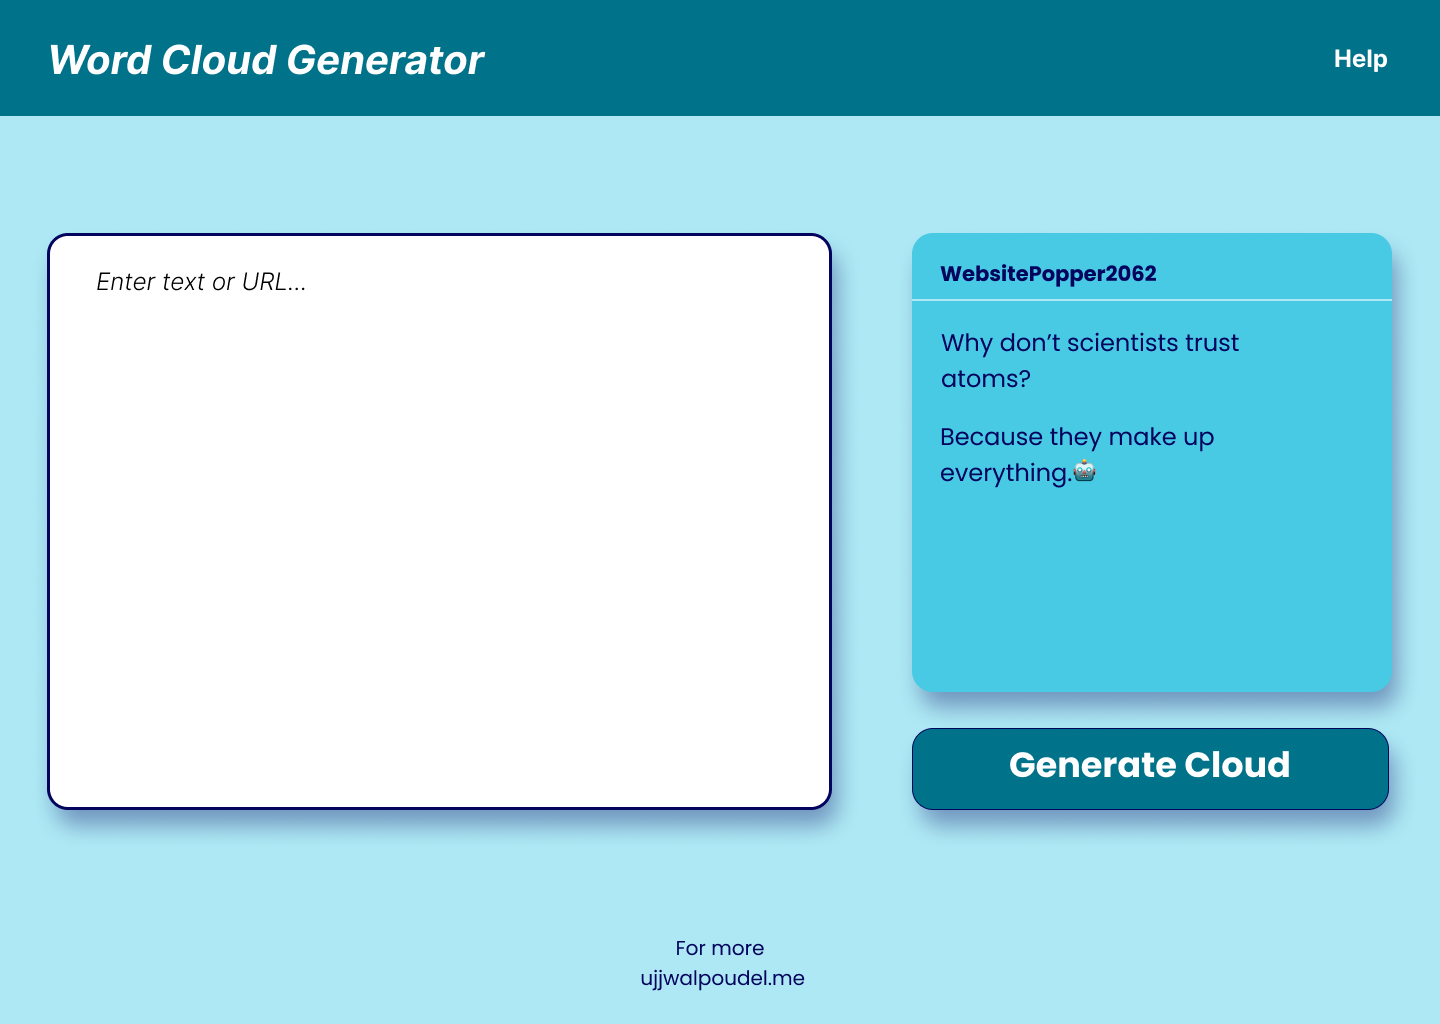 Word Cloud Generator
Help
Enter text or URL...
WebsitePopper2062
Why don’t scientists trust
atoms?
Because they make up
everything.🤖
Generate Cloud
For more
ujjwalpoudel.me